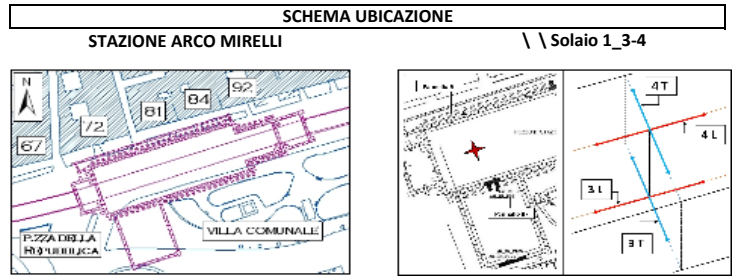 SCHEMA UBICAZIONE
STAZIONE ARCO MIRELLI
\ \ Solaio 1_3-4
N
92
84
81
72
67
VILLA COMUNALE
P.ZZA DELLA
REPUBBLICA
4 T
4 L
3 L
3 T